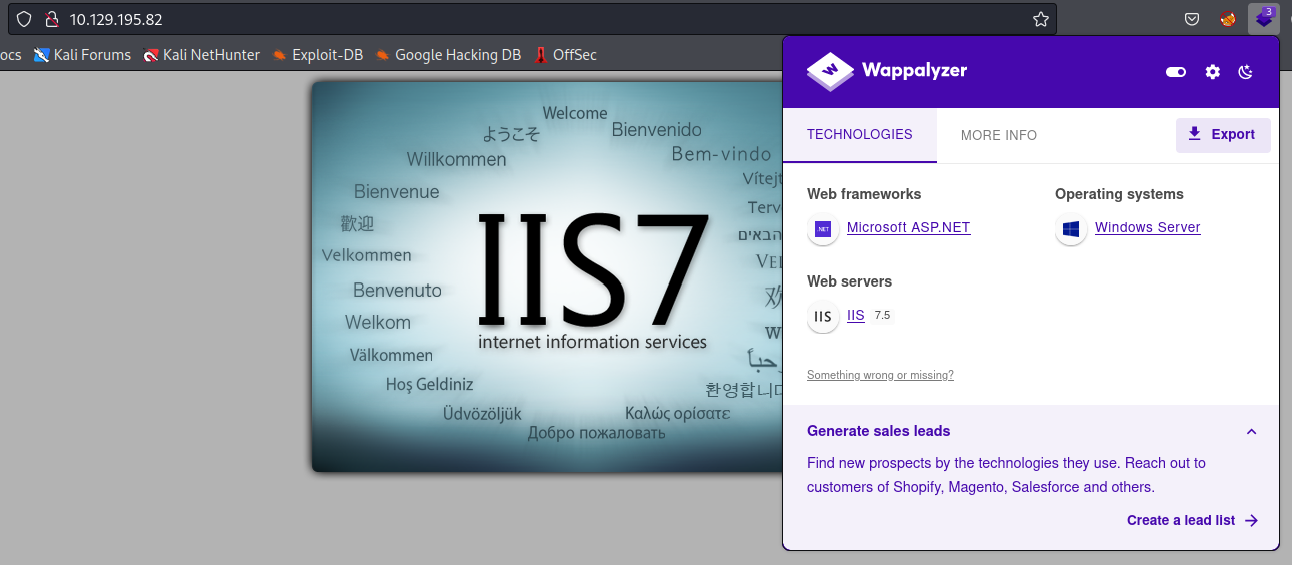 10.129.195.82
3
ocs Kali Forums Kali NetHunter Exploit-DB Google Hacking DB OffSec
Welcome
ようこそ
Bienvenido
Willkommen
Bem-vindo
Bienvenue
Vítejt
歡迎
Terv
הבאים
Velkommen
VEL
Benvenuto
欢
Welkom
Välkommen
Hoş Geldiniz
환영합니다
Üdvözöljük
Καλώς ορίσατε
Добро пожаловать
IIS7
internet information services
Wappalyzer
TECHNOLOGIES
MORE INFO
Export
Web frameworks
.NET
Microsoft ASP.NET
Operating systems
Windows Server
Web servers
IIS
IIS 7.5
Something wrong or missing?
Generate sales leads
Find new prospects by the technologies they use. Reach out to
customers of Shopify, Magento, Salesforce and others.
Create a lead list